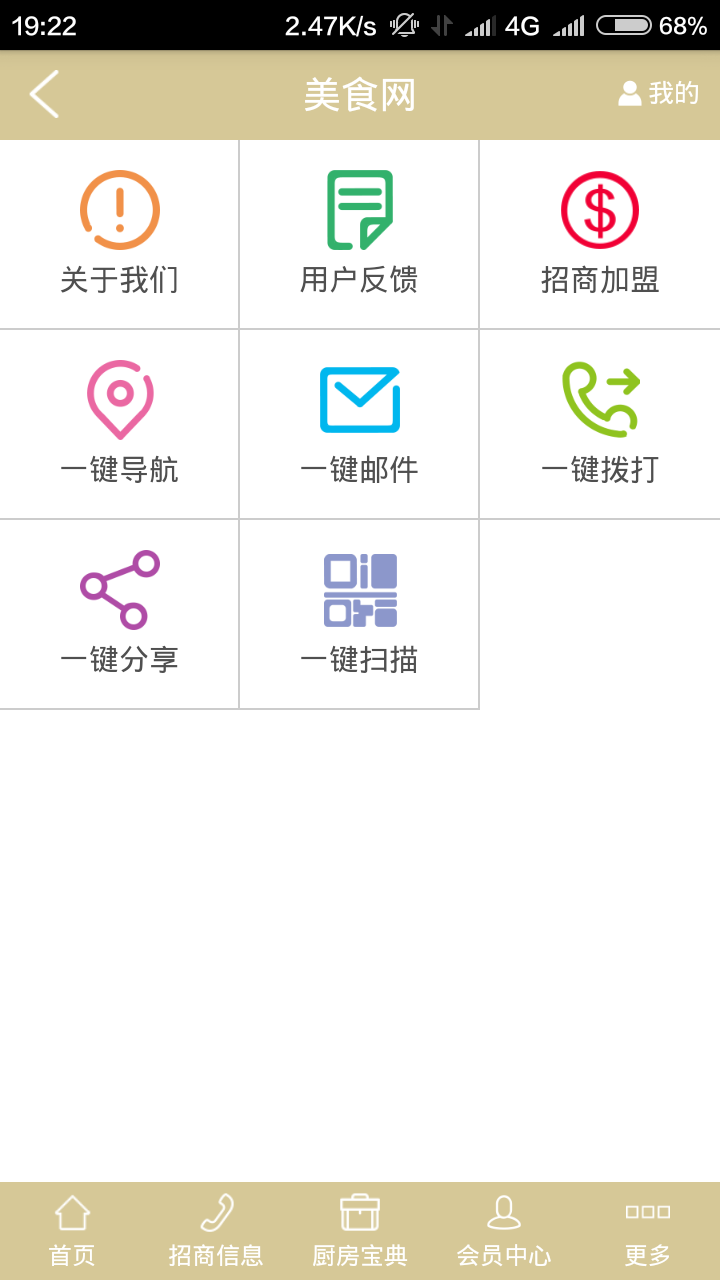 19:22 2.47K/s 4G 68%
美食网 我的
关于我们 用户反馈 招商加盟
一键导航 一键邮件 一键拨打
一键分享 一键扫描
首页 招商信息 厨房宝典 会员中心 更多